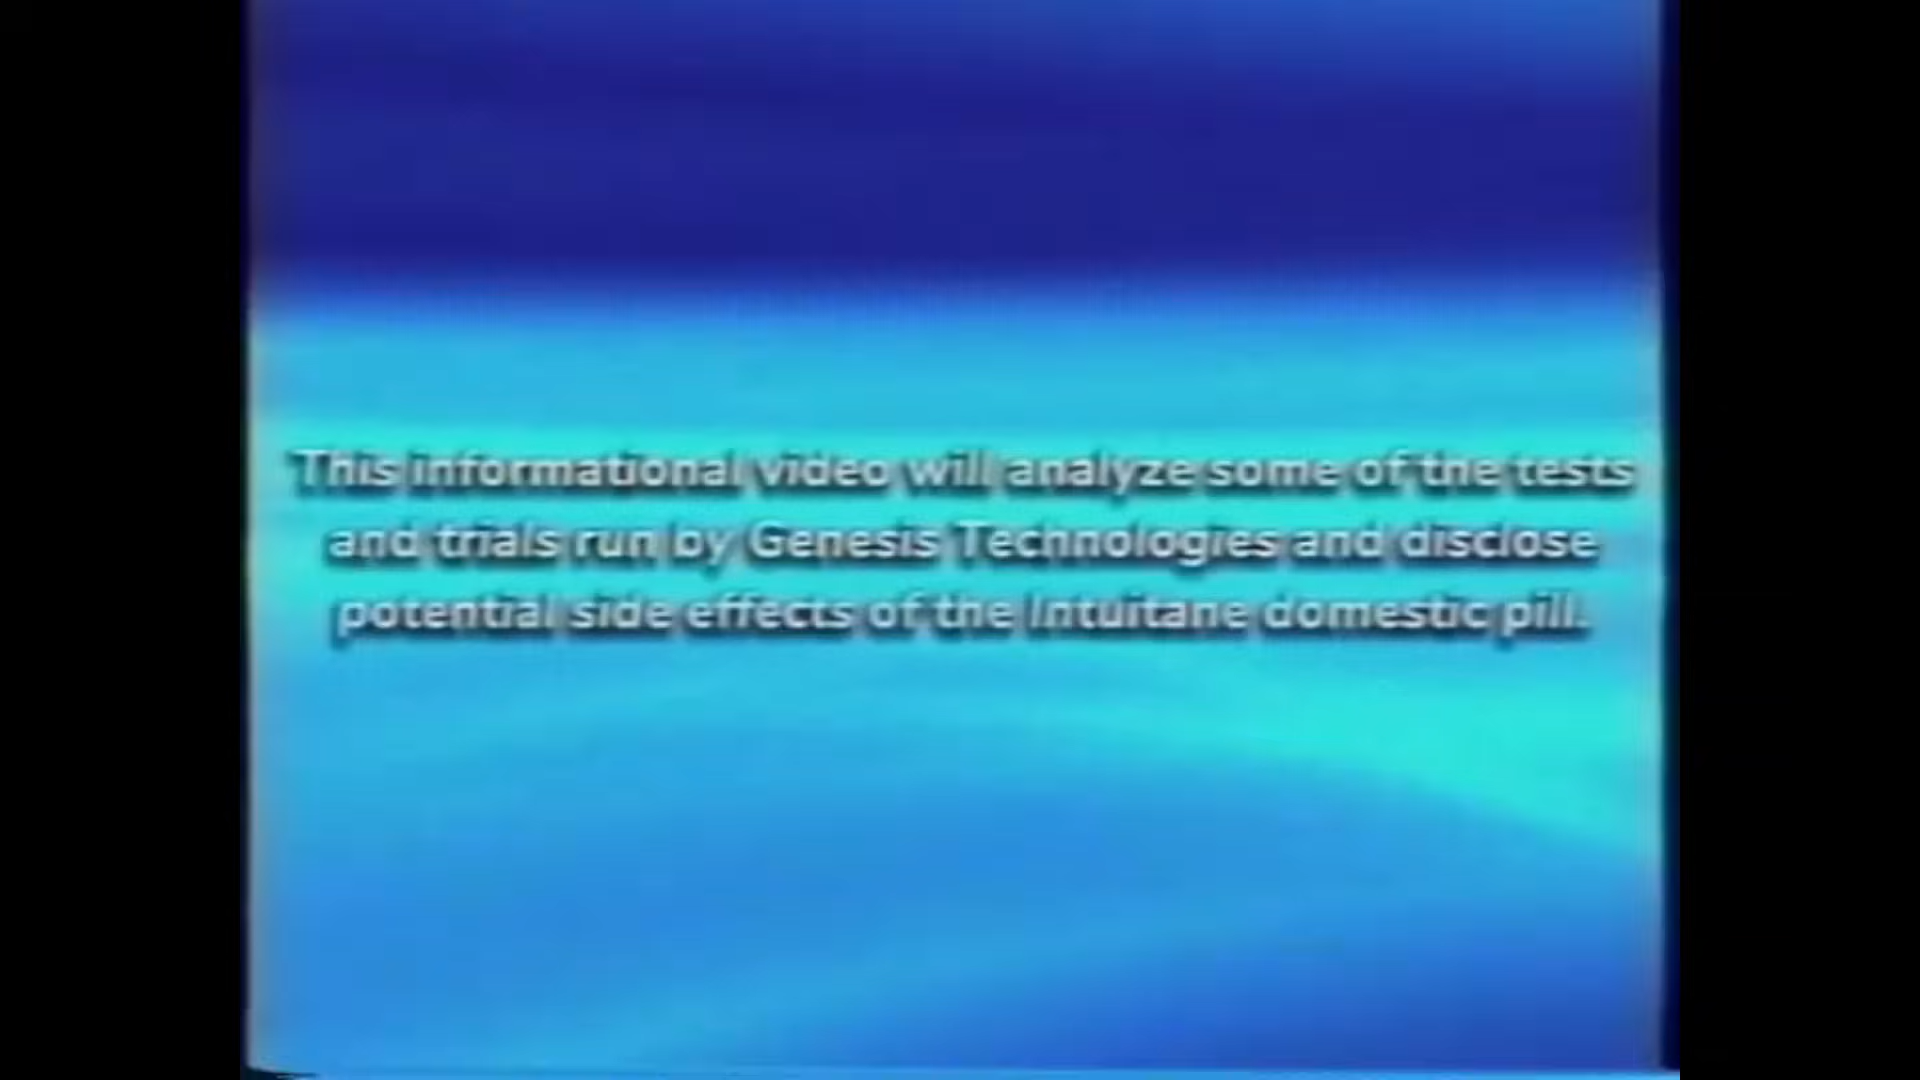 This informational video will analyze some of the tests
and trials run by Genesis Technologies and disclose
potential side effects of the Intuitane domestic pill.